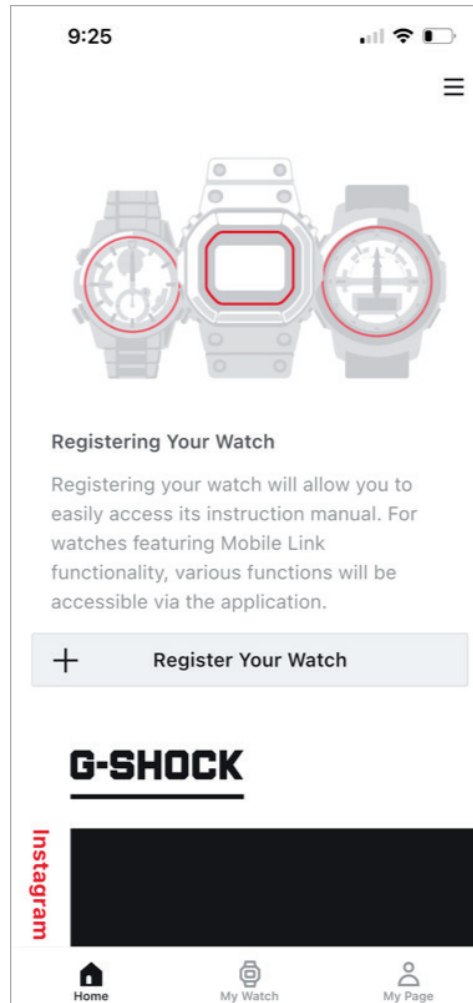 9:25
Registering Your Watch
Registering your watch will allow you to
easily access its instruction manual. For
watches featuring Mobile Link
functionality, various functions will be
accessible via the application.
+ Register Your Watch
G-SHOCK
Instagram
Home My Watch My Page